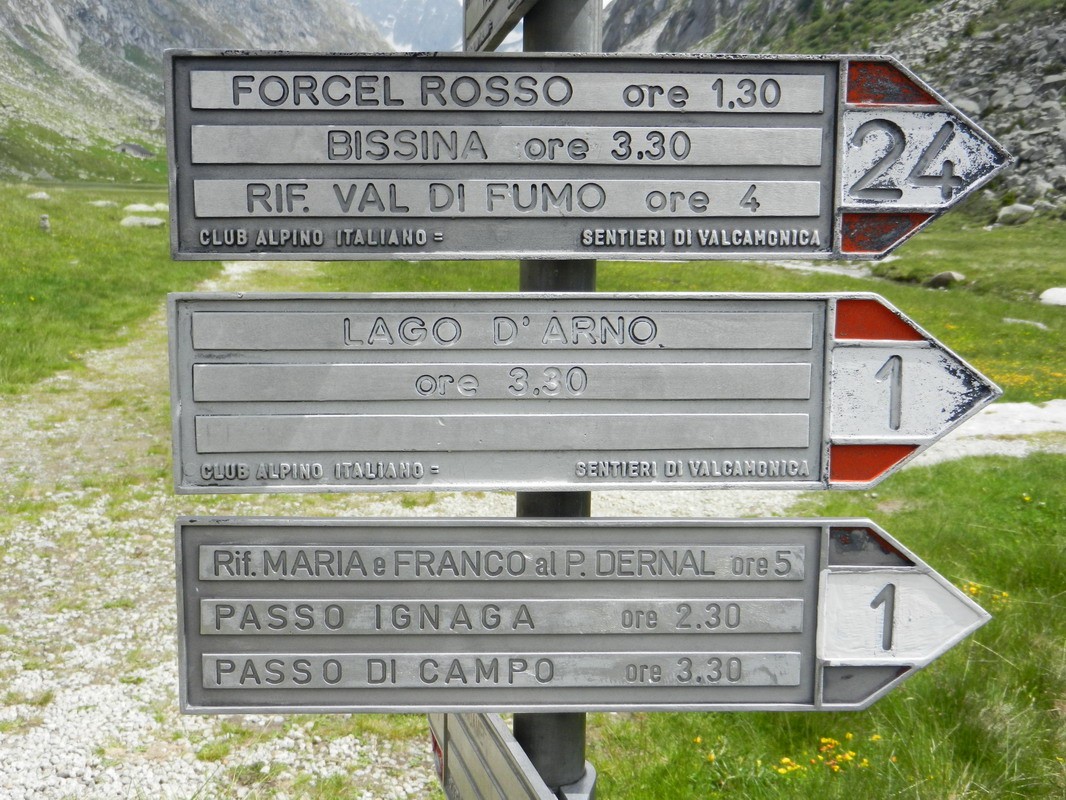 FORCEL ROSSO ore 1.30
BISSINA ore 3.30
RIF. VAL DI FUMO ore 4
CLUB ALPINO ITALIANO = SENTIERI DI VALCAMONICA
24
LAGO D'ARNO
ore 3.30
CLUB ALPINO ITALIANO = SENTIERI DI VALCAMONICA
1
Rif. MARIA e FRANCO al P. DERNAL ore 5
PASSO IGNAGA ore 2.30
PASSO DI CAMPO ore 3.30
1